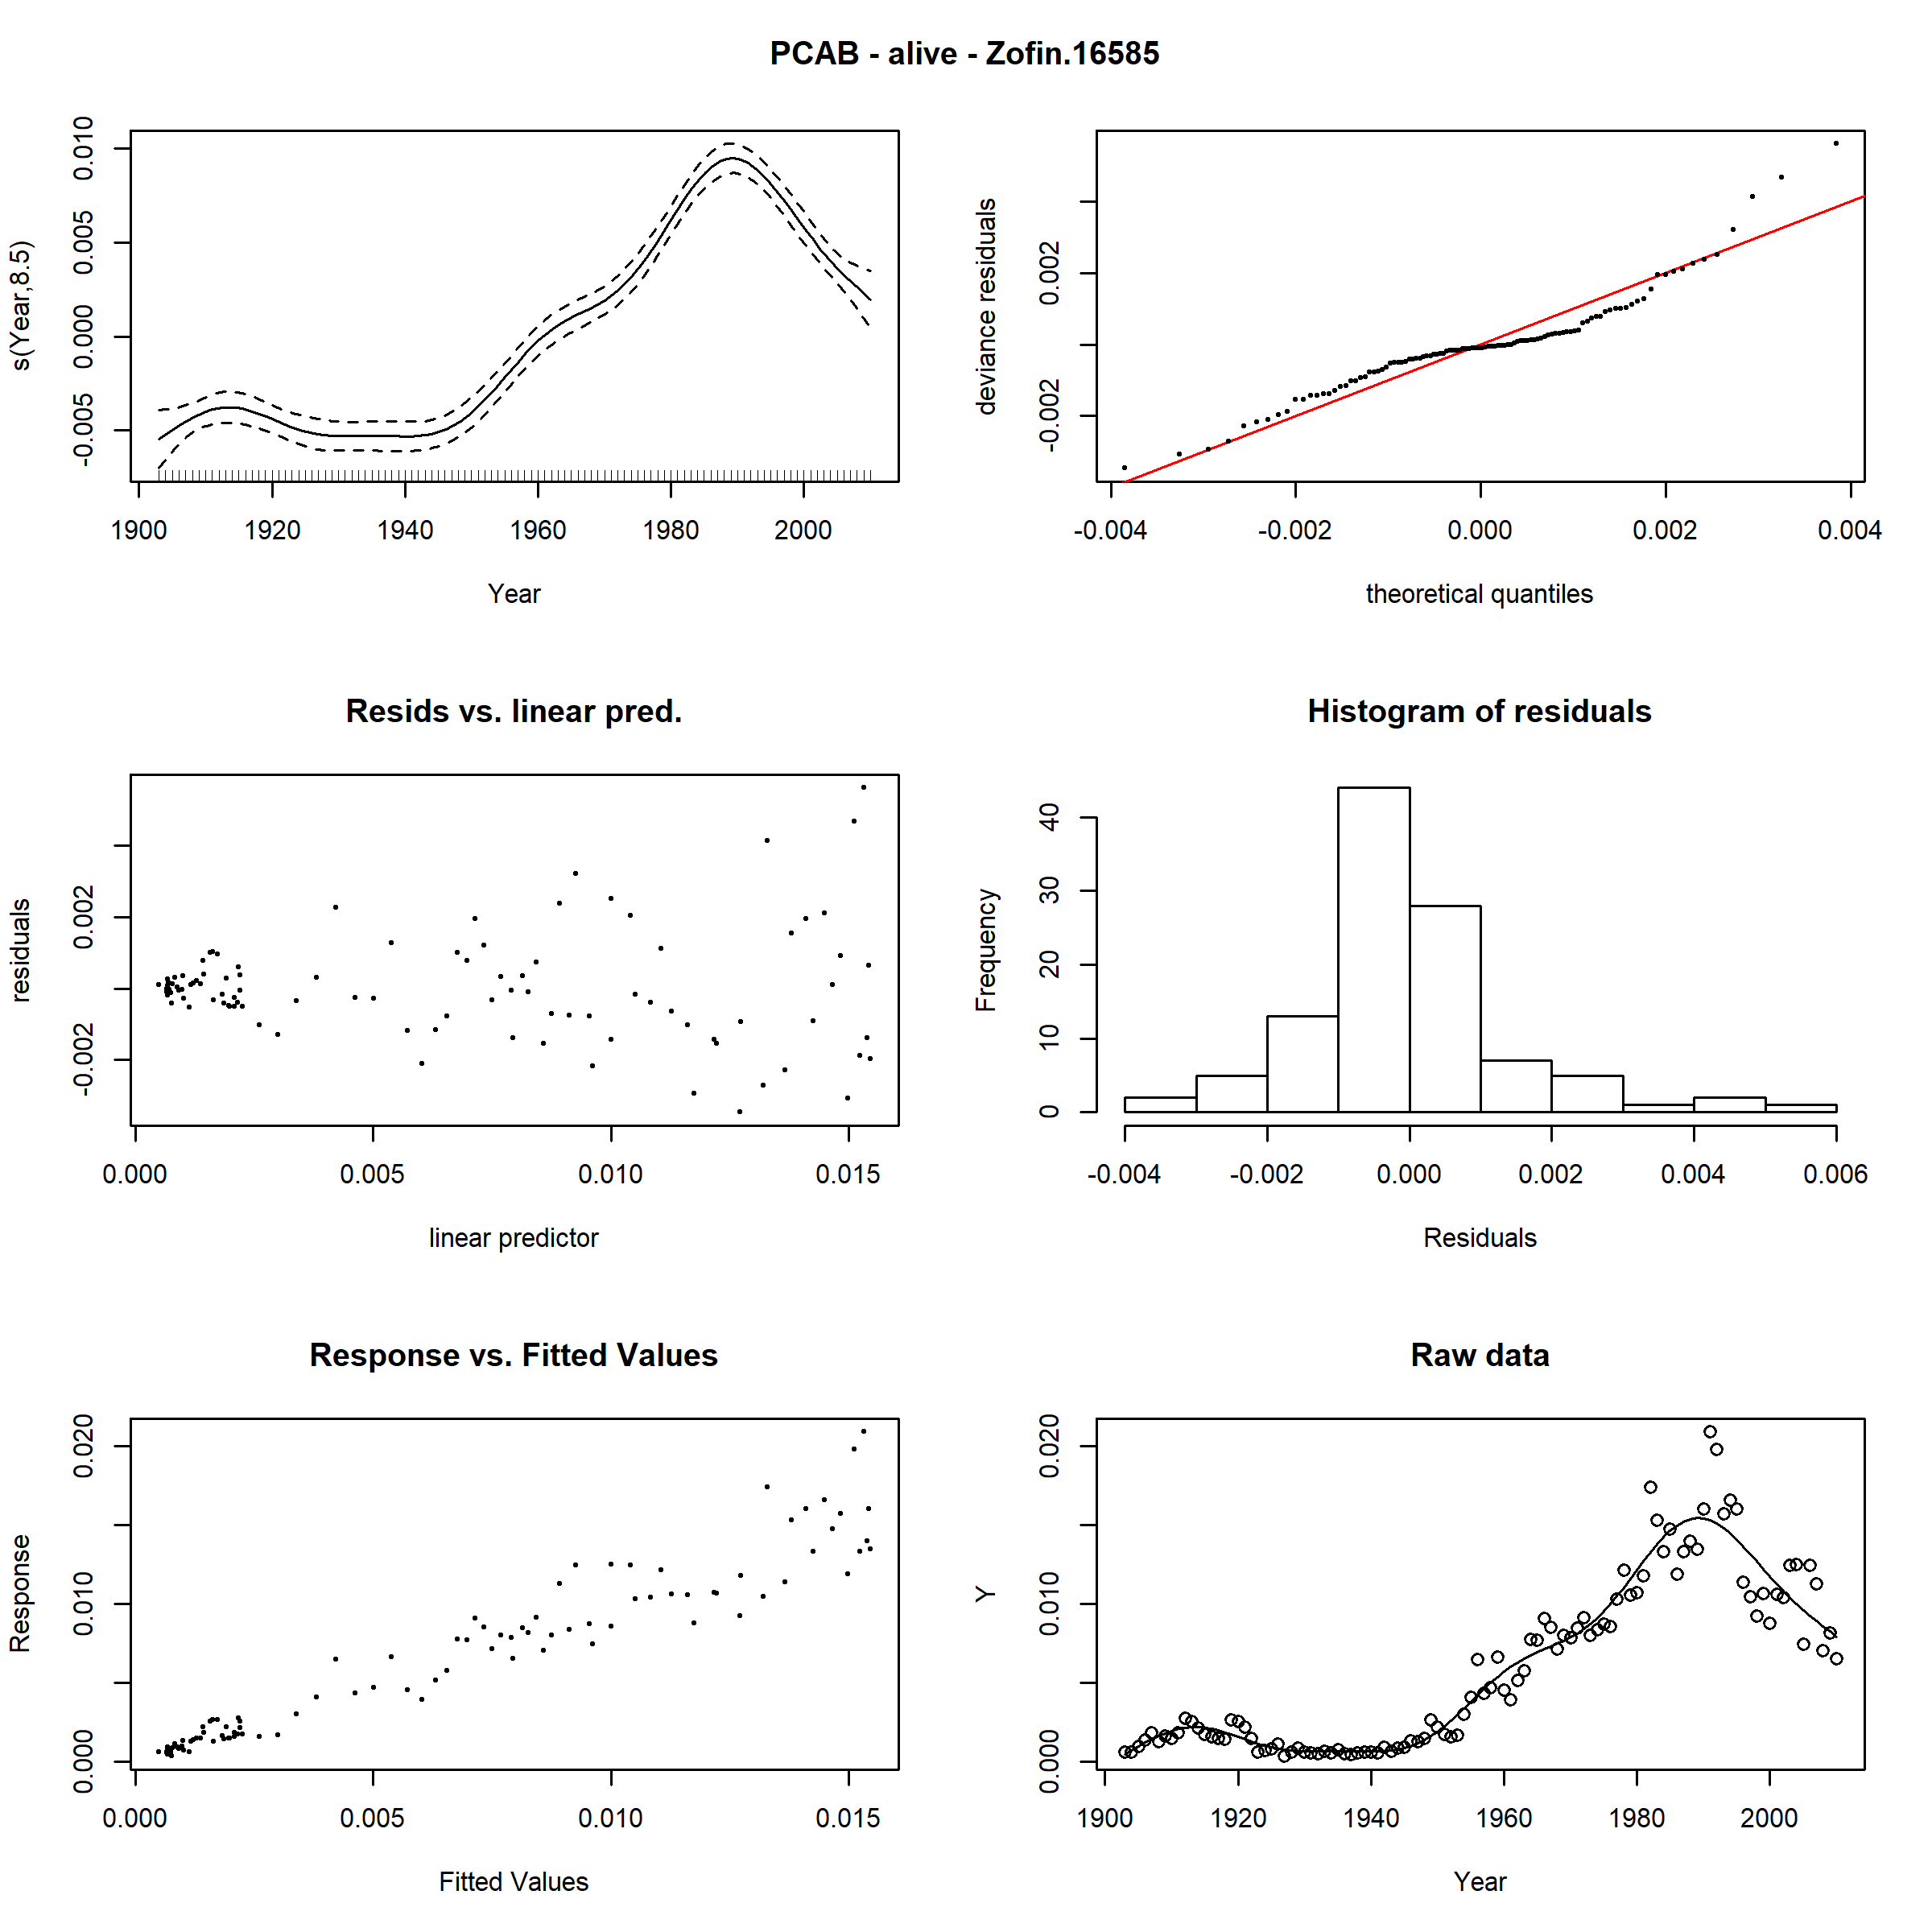 PCAB - alive - Zofin.16585
s(Year,8.5)
-0.005 0.000 0.005 0.010
1900 1920 1940 1960 1980 2000
Year
deviance residuals
-0.002 0.002
-0.004 -0.002 0.000 0.002 0.004
theoretical quantiles
Resids vs. linear pred.
residuals
-0.002 0.002
0.000 0.005 0.010 0.015
linear predictor
Histogram of residuals
Frequency
0 10 20 30 40
-0.004 -0.002 0.000 0.002 0.004 0.006
Residuals
Response vs. Fitted Values
Response
0.000 0.010 0.020
0.000 0.005 0.010 0.015
Fitted Values
Raw data
Y
0.000 0.010 0.020
1900 1920 1940 1960 1980 2000
Year